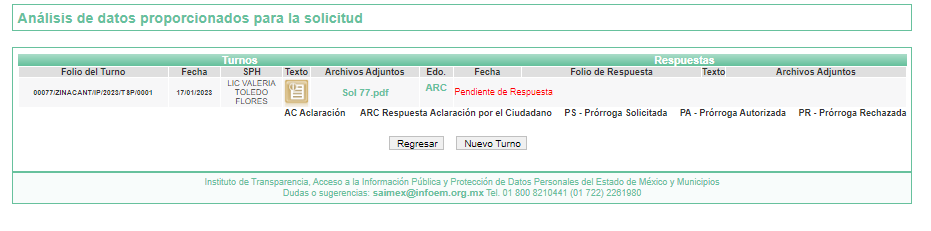 Análisis de datos proporcionados para la solicitud
Turnos Respuestas
Folio del Turno Fecha SPH Texto Archivos Adjuntos Edo. Fecha Folio de Respuesta Texto Archivos Adjuntos
00077/ZINACANT/IP/2023/TSP/0001 17/01/2023 LIC VALERIA TOLEDO FLORES Sol 77.pdf ARC Pendiente de Respuesta
AC Aclaración ARC Respuesta Aclaración por el Ciudadano PS - Prórroga Solicitada PA - Prórroga Autorizada PR - Prórroga Rechazada
Regresar Nuevo Turno
Instituto de Transparencia, Acceso a la Información Pública y Protección de Datos Personales del Estado de México y Municipios
Dudas o sugerencias: saimex@infoem.org.mx Tel. 01 800 8210441 (01 722) 2261980